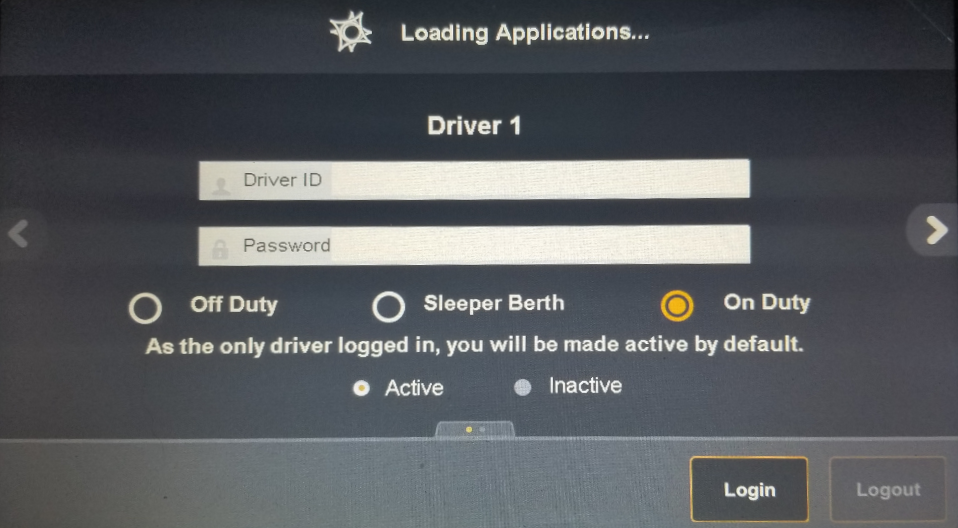 Loading Applications...
Driver 1
Driver ID
Password
Off Duty Sleeper Berth On Duty
As the only driver logged in, you will be made active by default.
Active Inactive
Login Logout